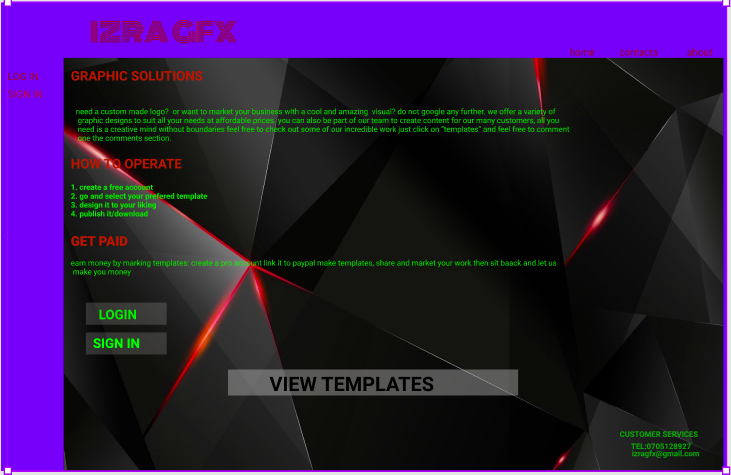 IZRAGFX
home contacts about
LOG IN
SIGN IN
GRAPHIC SOLUTIONS
need a custom made logo? or want to market your business with a cool and amazing visual? do not google any further, we offer a variety of
graphic designs to suit all your needs at affordable prices, you can also be part of our team to create content for our many customers, all you
need is a creative mind without boundaries feel free to check out some of our incredible work just click on "templates" and feel free to comment
one the comments section.
HOW TO OPERATE
1. create a free account
2. go and select your prefered template
3. design it to your liking
4. publish it/download
GET PAID
earn money by marking templates: create a pro account link it to paypal make templates, share and market your work then sit baack and let us
make you money
LOGIN
SIGN IN
VIEW TEMPLATES
CUSTOMER SERVICES
TEL:0705128927
izragfx@gmail.com